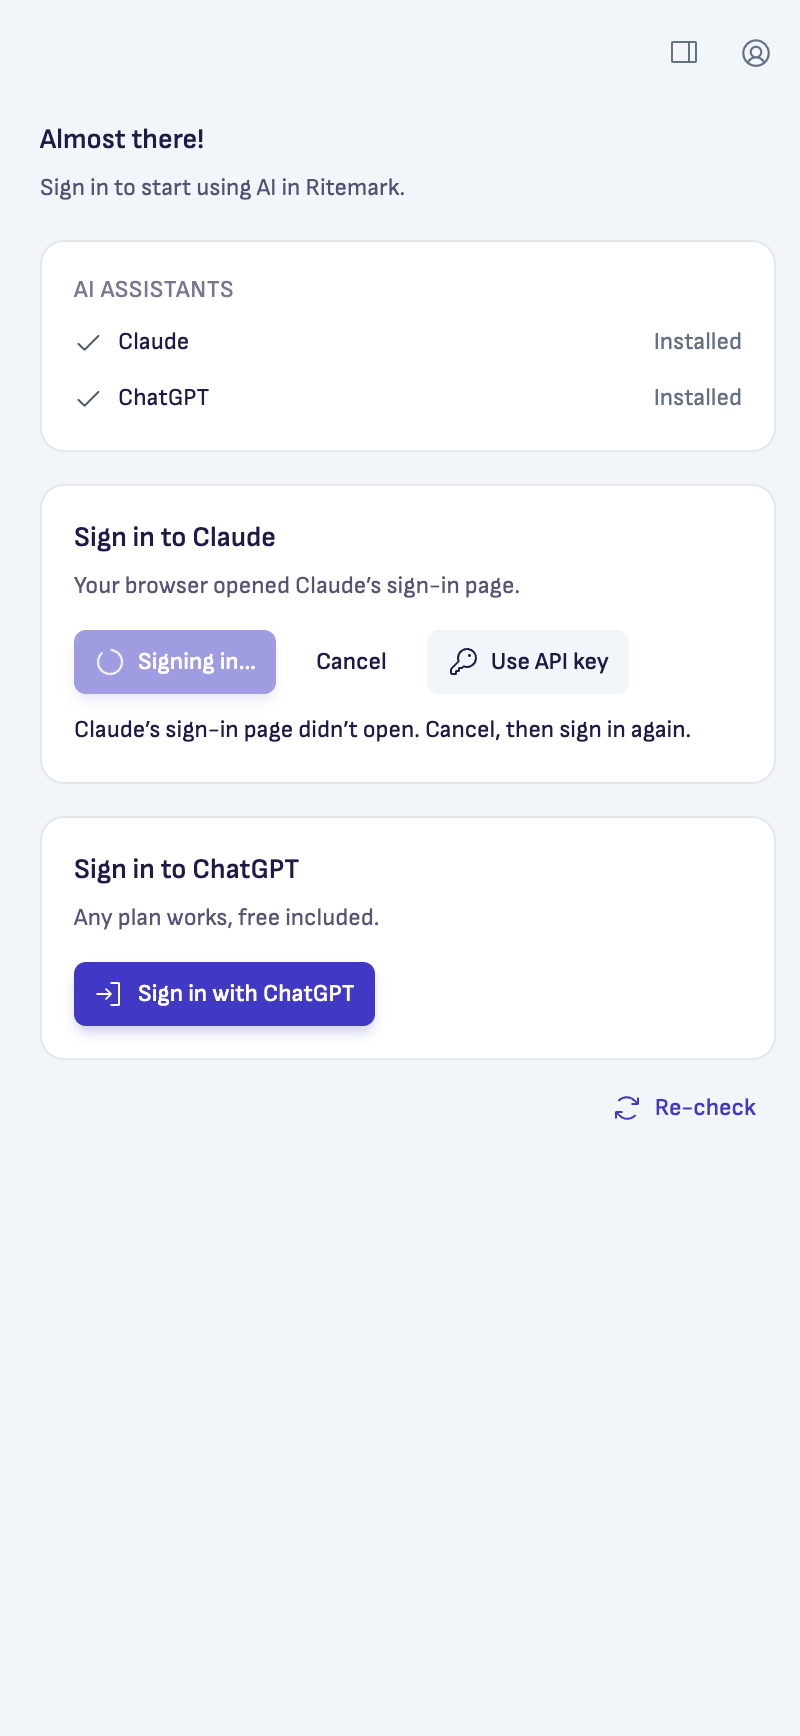 Almost there!
Sign in to start using AI in Ritemark.
AI ASSISTANTS
Claude
Installed
ChatGPT
Installed
Sign in to Claude
Your browser opened Claude’s sign-in page.
Signing in…
Cancel
Use API key
Claude’s sign-in page didn’t open. Cancel, then sign in again.
Sign in to ChatGPT
Any plan works, free included.
Sign in with ChatGPT
Re-check